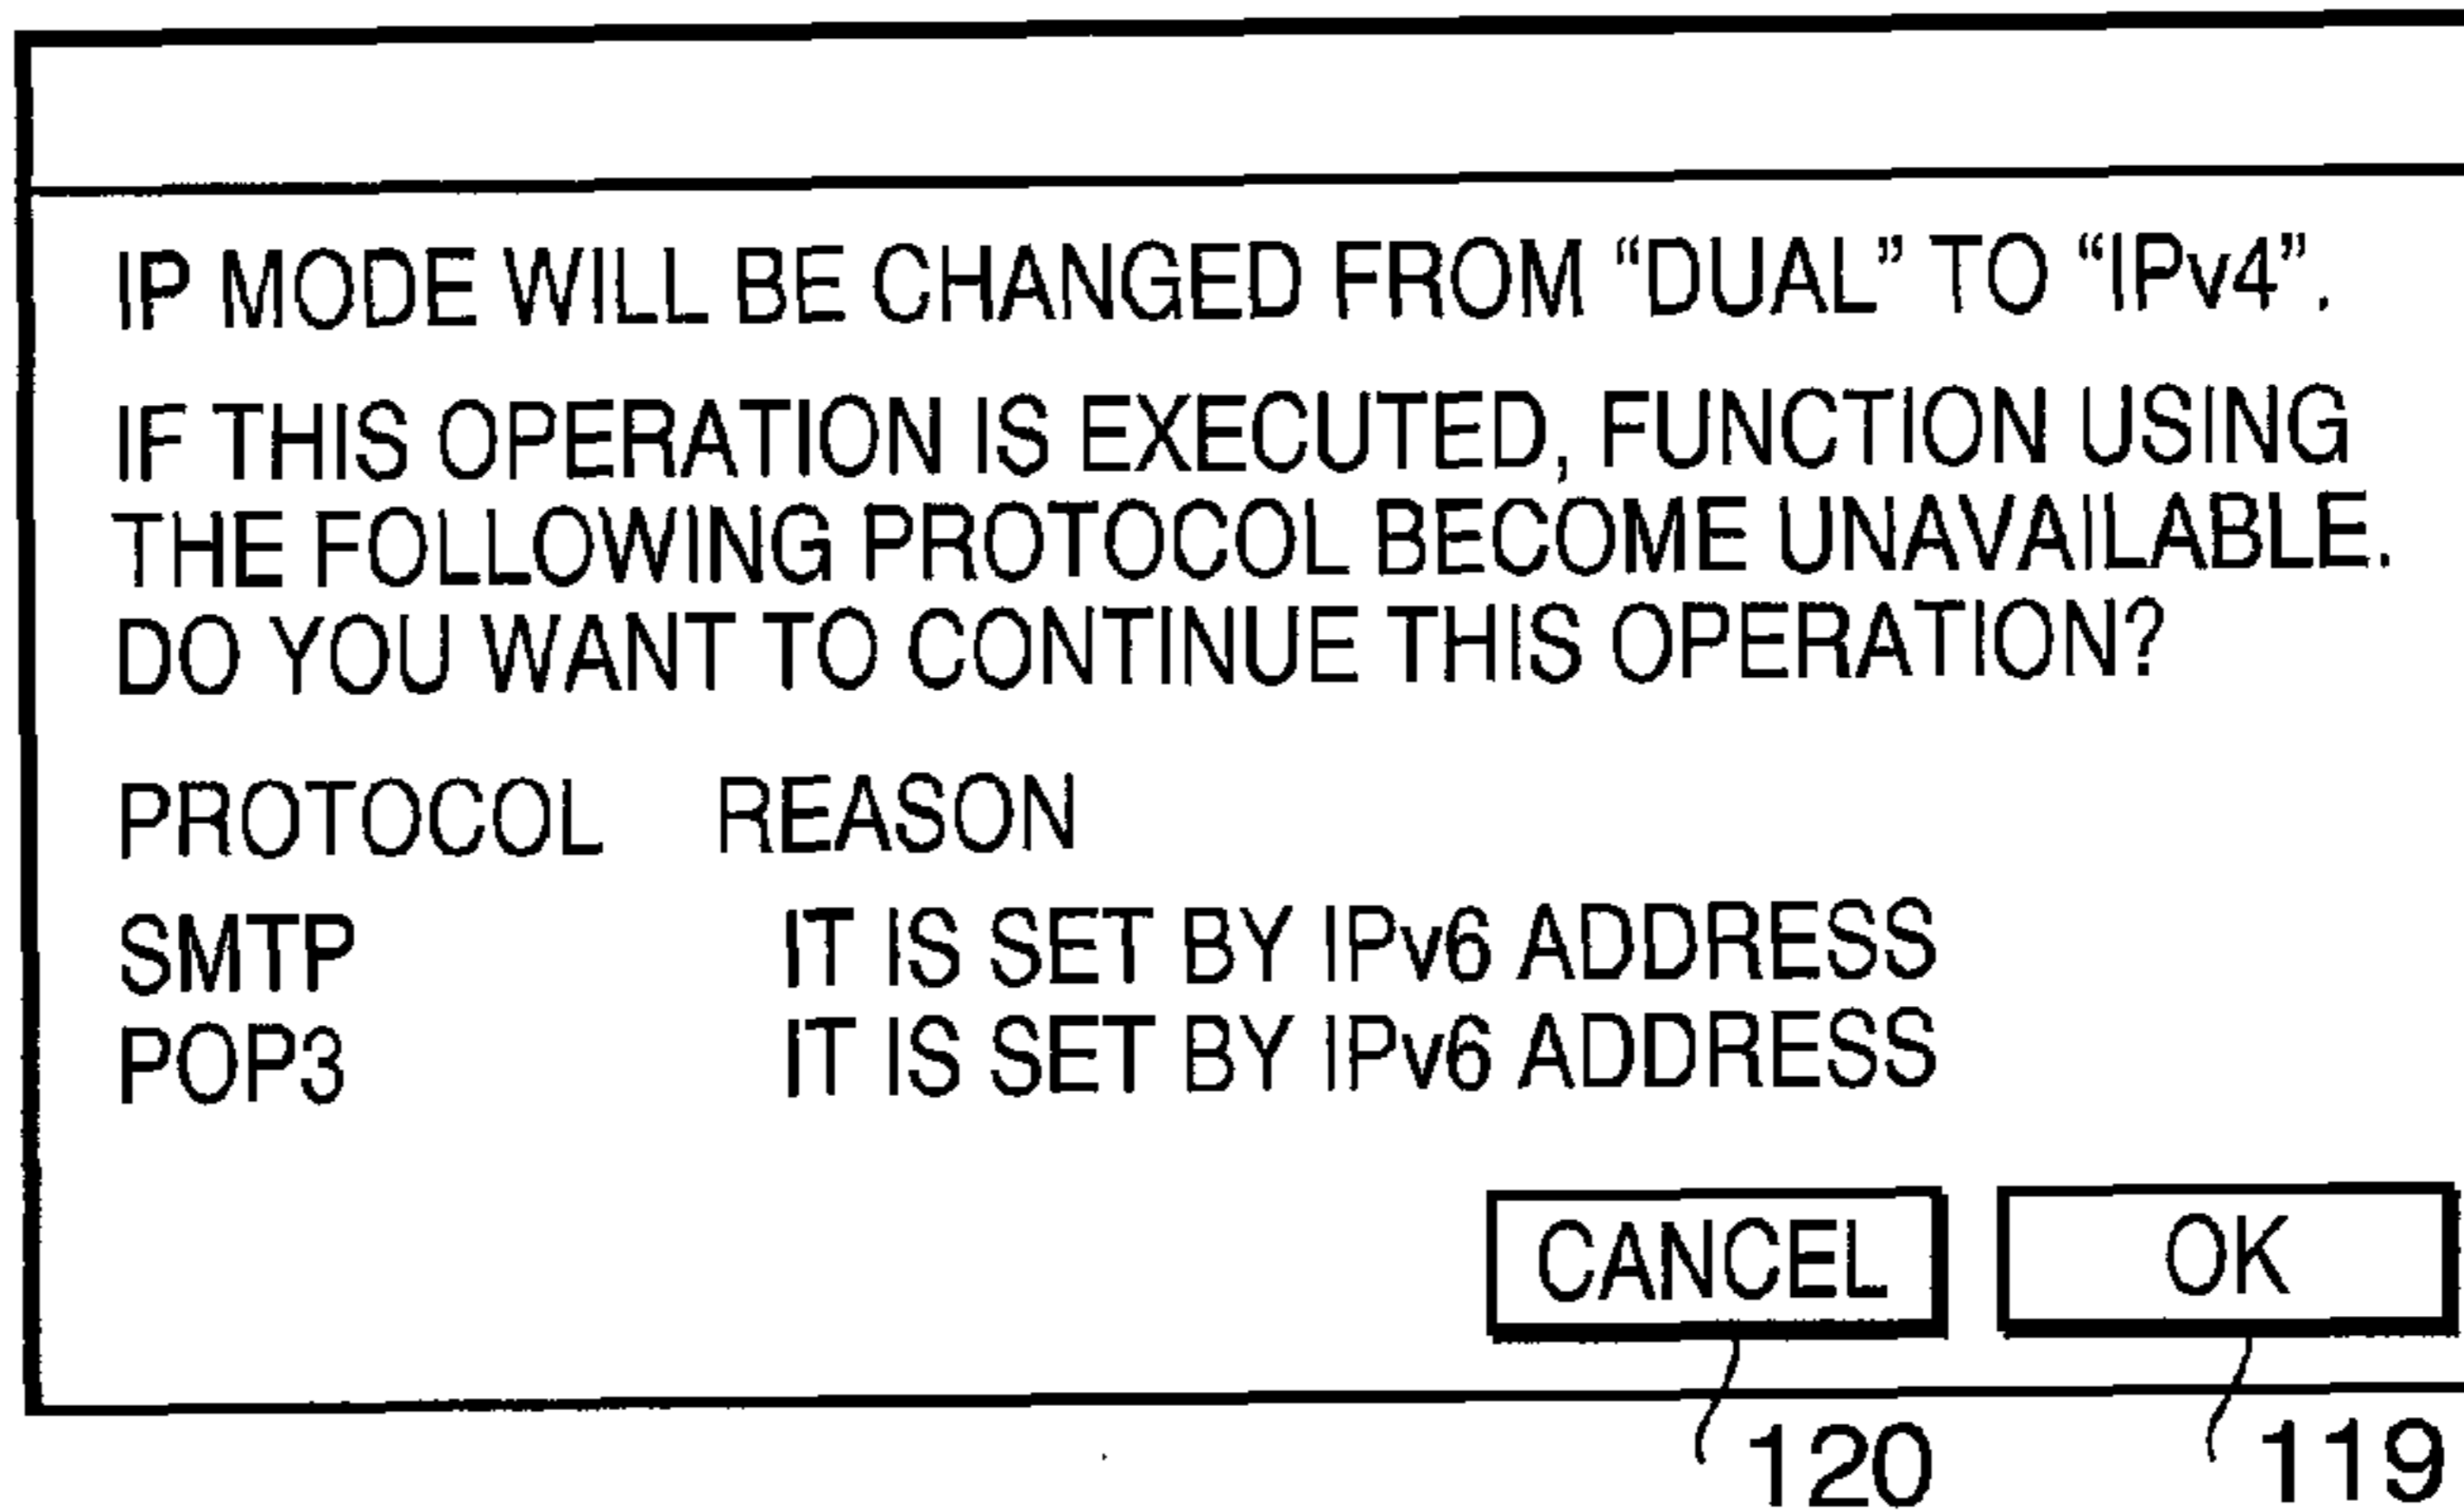 IP MODE WILL BE CHANGED FROM “DUAL” TO “IPv4”.
IF THIS OPERATION IS EXECUTED, FUNCTION USING
THE FOLLOWING PROTOCOL BECOME UNAVAILABLE.
DO YOU WANT TO CONTINUE THIS OPERATION?
PROTOCOL REASON
SMTP IT IS SET BY IPv6 ADDRESS
POP3 IT IS SET BY IPv6 ADDRESS
CANCEL OK
120 119